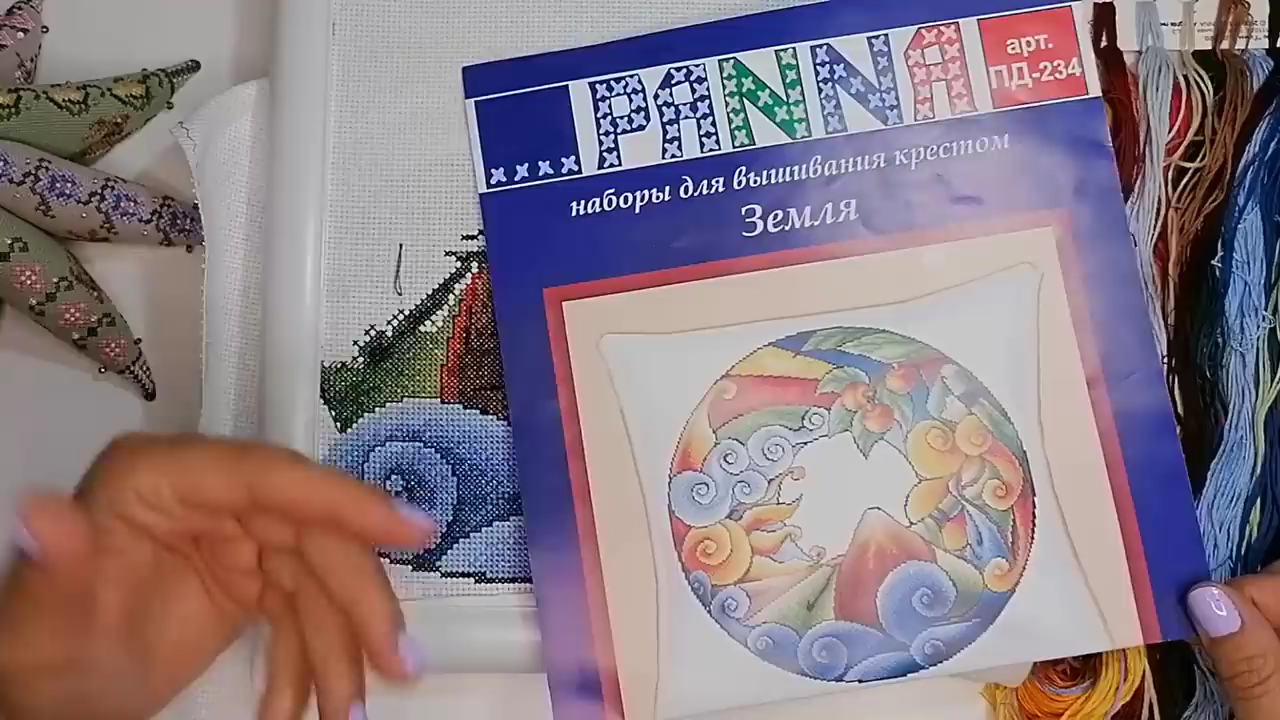 PANNA
арт.
ПД-234
наборы для вышивания крестом
Земля